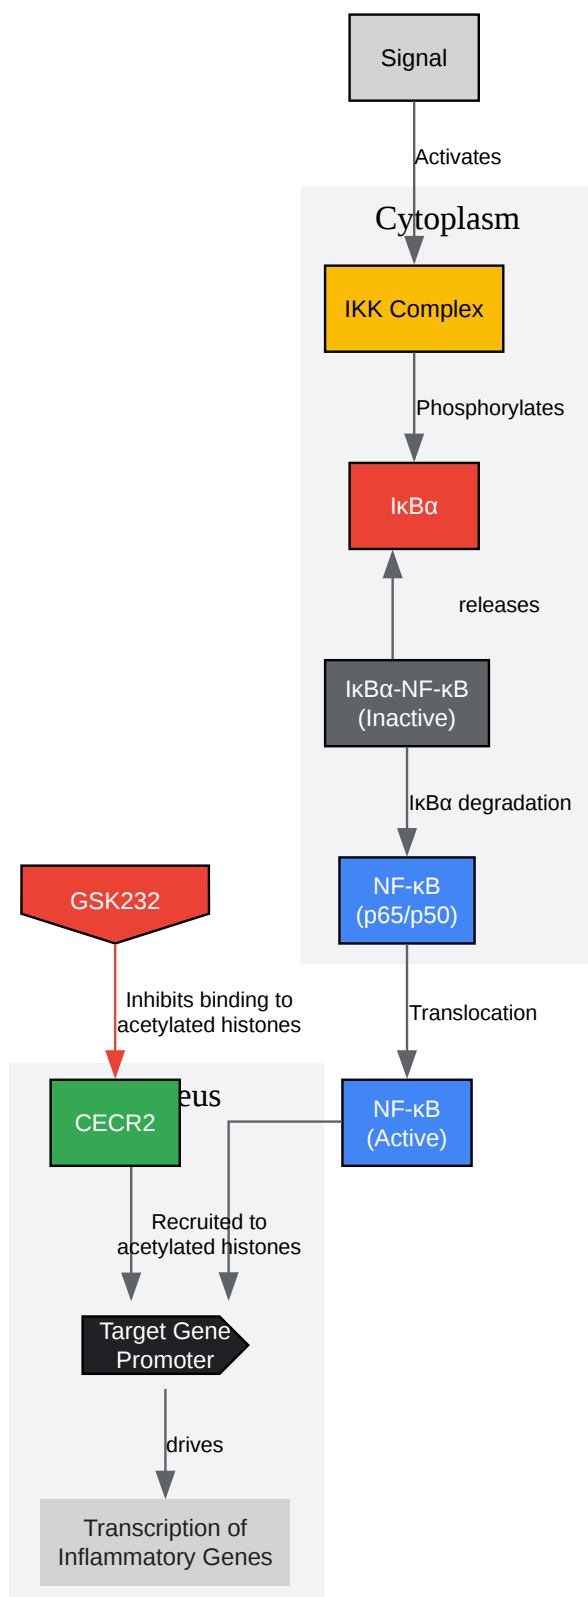 Signal
Activates
Cytoplasm
IKK Complex
Phosphorylates
IκBα
releases
IκBα-NF-κB
(Inactive)
IκBα degradation
NF-κB
(p65/p50)
GSK232
Inhibits binding to
acetylated histones
Translocation
eus
CECR2
NF-κB
(Active)
Recruited to
acetylated histones
Target Gene
Promoter
drives
Transcription of
Inflammatory Genes